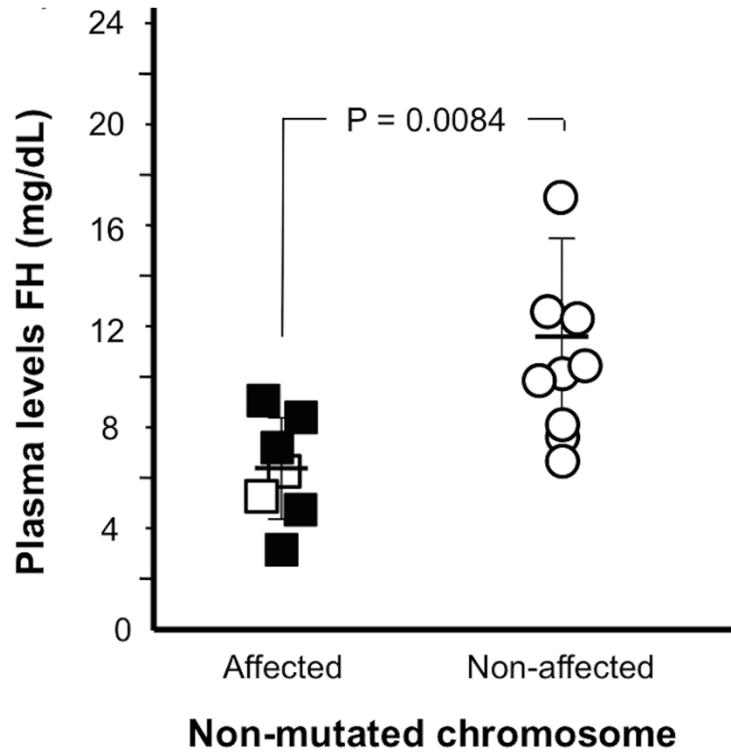 24
20
16
12
8
4
0
Plasma levels FH (mg/dL)
P = 0.0084
Affected
Non-affected
Non-mutated chromosome